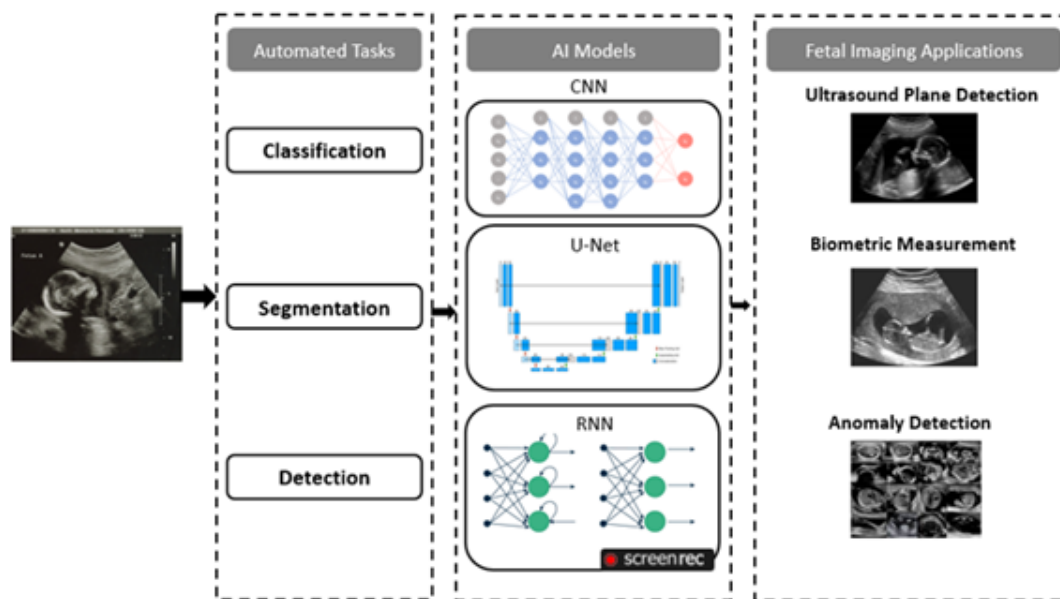 Automated Tasks
Classification
Segmentation
Detection
AI Models
CNN
U-Net
RNN
screenrec
Fetal Imaging Applications
Ultrasound Plane Detection
Biometric Measurement
Anomaly Detection